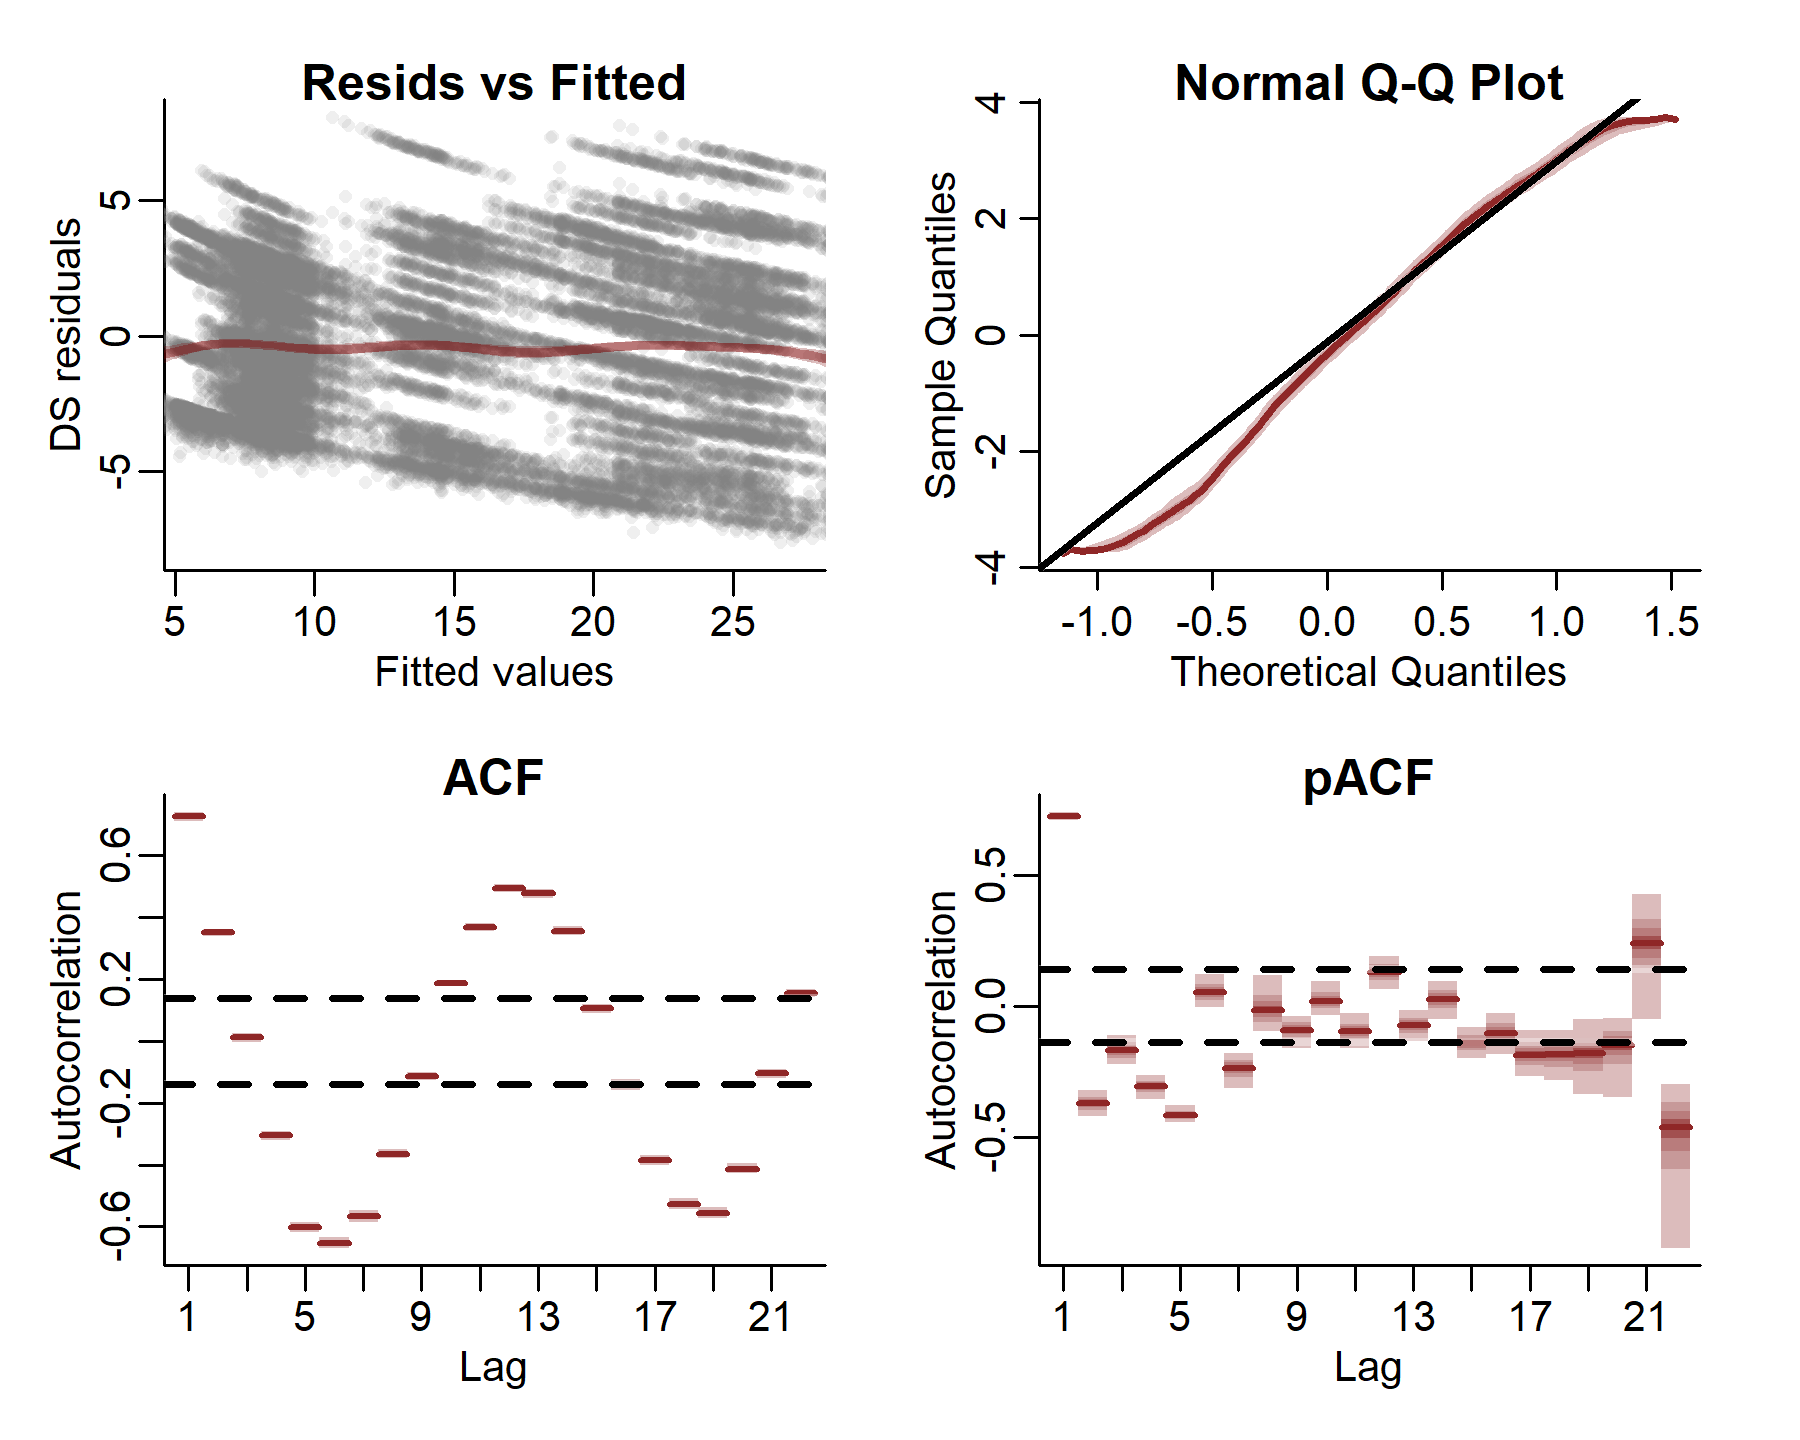 Resids vs Fitted
DS residuals
5
0
-5
5 10 15 20 25
Fitted values
Normal Q-Q Plot
Sample Quantiles
4
2
0
-2
-4
-1.0 -0.5 0.0 0.5 1.0 1.5
Theoretical Quantiles
ACF
Autocorrelation
0.6
0.2
-0.2
-0.6
1 5 9 13 17 21
Lag
pACF
Autocorrelation
0.5
0.0
-0.5
1 5 9 13 17 21
Lag